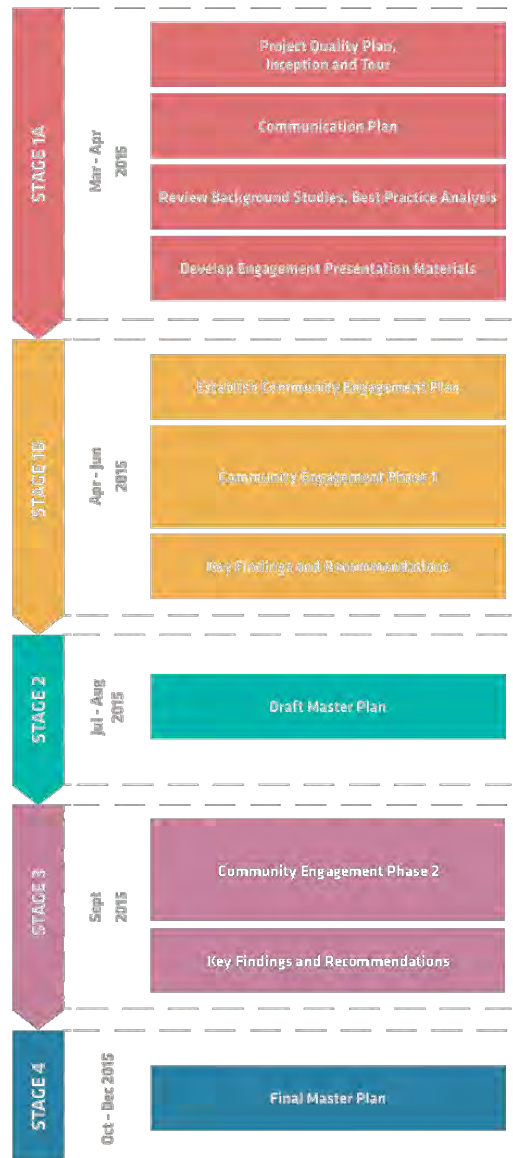 STAGE 1A
Mar - Apr
2015
Project Quality Plan,
Inception and Tour
Communication Plan
Review Background Studies, Best Practice Analysis
Develop Engagement Presentation Materials
STAGE 1B
Apr - Jun
2015
Establish Community Engagement Plan
Community Engagement Phase 1
Key Findings and Recommendations
STAGE 2
Jul - Aug
2015
Draft Master Plan
STAGE 3
Sept
2015
Community Engagement Phase 2
Key Findings and Recommendations
STAGE 4
Oct - Dec 2015
Final Master Plan